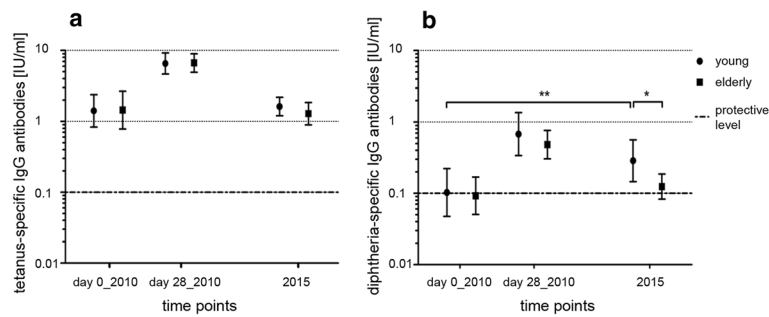 a
tetanus-specific IgG antibodies [IU/ml]
10
1
0.1
0.01
day 0_2010 day 28_2010 2015
time points
b
diphtheria-specific IgG antibodies [IU/ml]
10
1
0.1
0.01
** *
day 0_2010 day 28_2010 2015
time points
young
elderly
protective
level